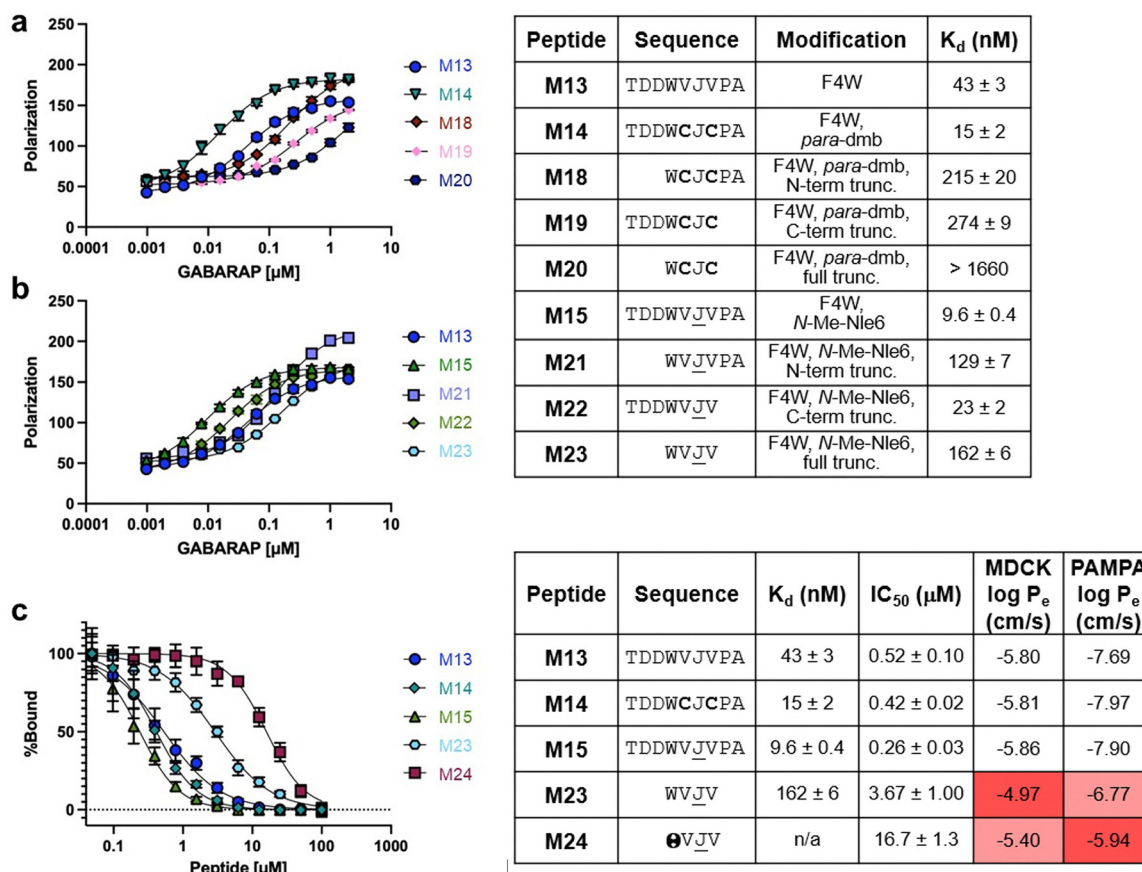 a
250
200
150
100
50
0
Polarization
0.0001 0.001 0.01 0.1 1 10
GABARAP [µM]
M13
M14
M18
M19
M20
b
250
200
150
100
50
0
Polarization
0.0001 0.001 0.01 0.1 1 10
GABARAP [µM]
M13
M15
M21
M22
M23
c
100
50
0
%Bound
0.1 1 10 100 1000
Peptide [µM]
M13
M14
M15
M23
M24
Peptide Sequence Modification Kd (nM)
M13 TDDWVJVPA F4W 43 ± 3
M14 TDDWCJCPA F4W, para-dmb 15 ± 2
M18 WCJCPA F4W, para-dmb, N-term trunc. 215 ± 20
M19 TDDWCJC F4W, para-dmb, C-term trunc. 274 ± 9
M20 WCJC F4W, para-dmb, full trunc. > 1660
M15 TDDWVJVPA F4W, N-Me-Nle6 9.6 ± 0.4
M21 WVJVPA F4W, N-Me-Nle6, N-term trunc. 129 ± 7
M22 TDDWVJV F4W, N-Me-Nle6, C-term trunc. 23 ± 2
M23 WVJV F4W, N-Me-Nle6, full trunc. 162 ± 6
Peptide Sequence Kd (nM) IC50 (µM) MDCK log Pe (cm/s) PAMPA log Pe (cm/s)
M13 TDDWVJVPA 43 ± 3 0.52 ± 0.10 -5.80 -7.69
M14 TDDWCJCPA 15 ± 2 0.42 ± 0.02 -5.81 -7.97
M15 TDDWVJVPA 9.6 ± 0.4 0.26 ± 0.03 -5.86 -7.90
M23 WVJV 162 ± 6 3.67 ± 1.00 -4.97 -6.77
M24 VJV n/a 16.7 ± 1.3 -5.40 -5.94